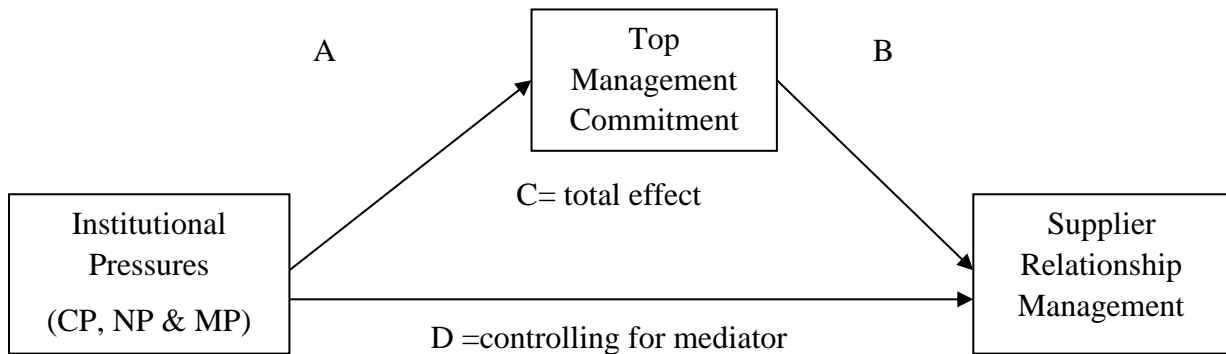 A
Top
Management
Commitment
B
C= total effect
Institutional
Pressures
(CP, NP & MP)
Supplier
Relationship
Management
D =controlling for mediator